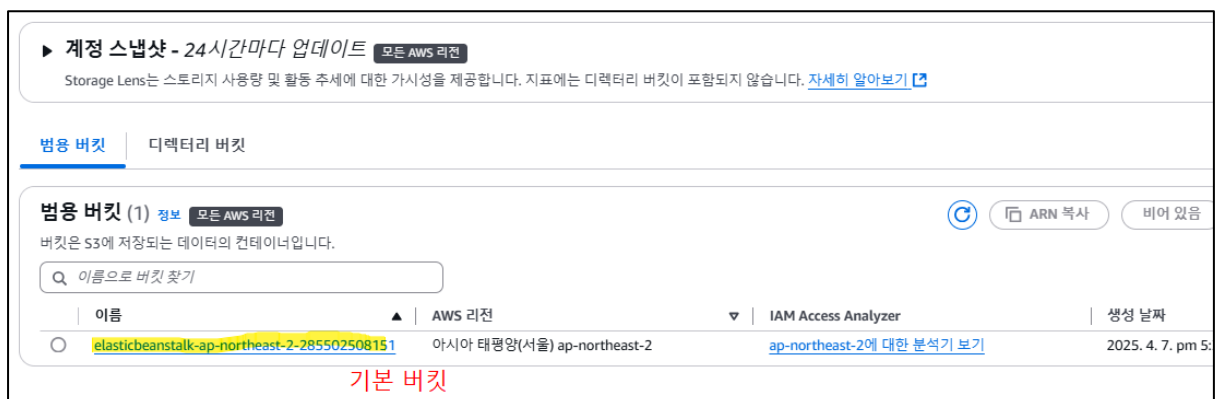 ▶ 계정 스냅샷 - 24시간마다 업데이트 모든 AWS 리전
Storage Lens는 스토리지 사용량 및 활동 추세에 대한 가시성을 제공합니다. 지표에는 디렉터리 버킷이 포함되지 않습니다. 자세히 알아보기
범용 버킷 디렉터리 버킷
범용 버킷 (1) 정보 모든 AWS 리전
ARN 복사 비어 있음
버킷은 S3에 저장되는 데이터의 컨테이너입니다.
이름으로 버킷 찾기
이름 ▲ AWS 리전 ▽ IAM Access Analyzer 생성 날짜
elasticbeanstalk-ap-northeast-2-285502508151 아시아 태평양(서울) ap-northeast-2 ap-northeast-2에 대한 분석기 보기 2025. 4. 7. pm 5:
기본 버킷